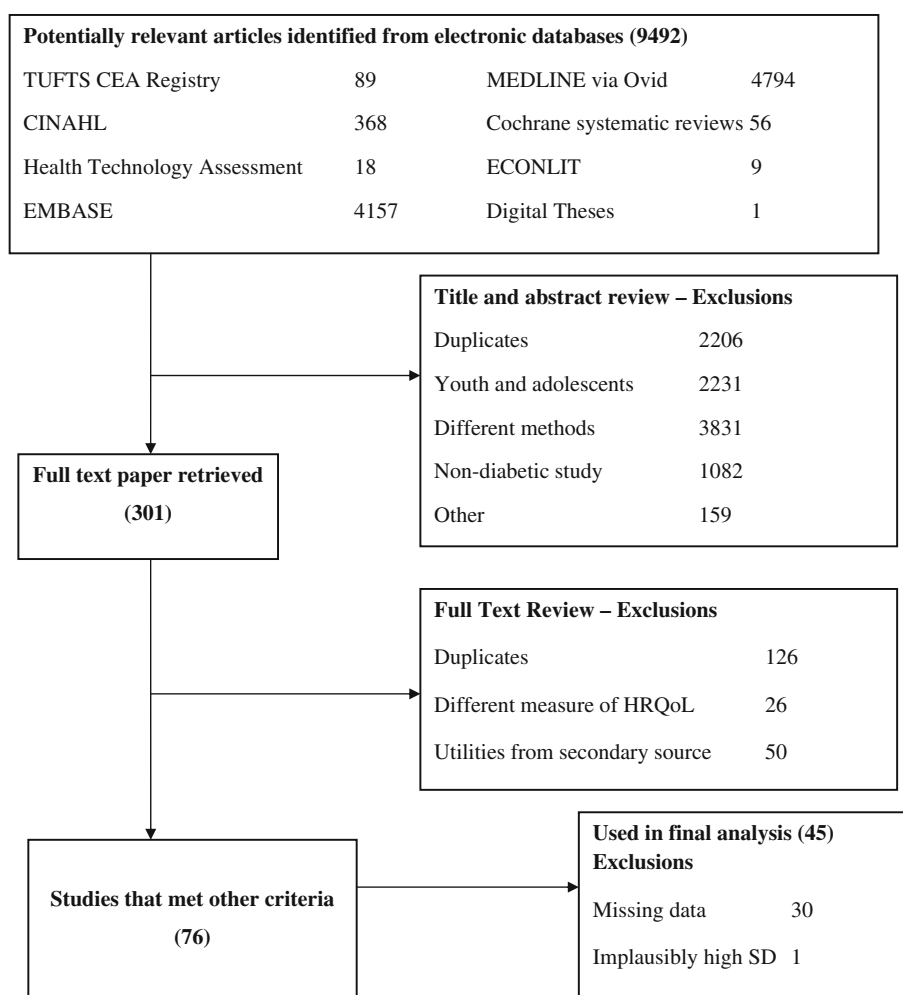 Potentially relevant articles identified from electronic databases (9492)
TUFTS CEA Registry 89 MEDLINE via Ovid 4794
CINAHL 368 Cochrane systematic reviews 56
Health Technology Assessment 18 ECONLIT 9
EMBASE 4157 Digital Theses 1
Title and abstract review – Exclusions
Duplicates 2206
Youth and adolescents 2231
Different methods 3831
Non-diabetic study 1082
Other 159
Full text paper retrieved
(301)
Full Text Review – Exclusions
Duplicates 126
Different measure of HRQoL 26
Utilities from secondary source 50
Studies that met other criteria
(76)
Used in final analysis (45)
Exclusions
Missing data 30
Implausibly high SD 1